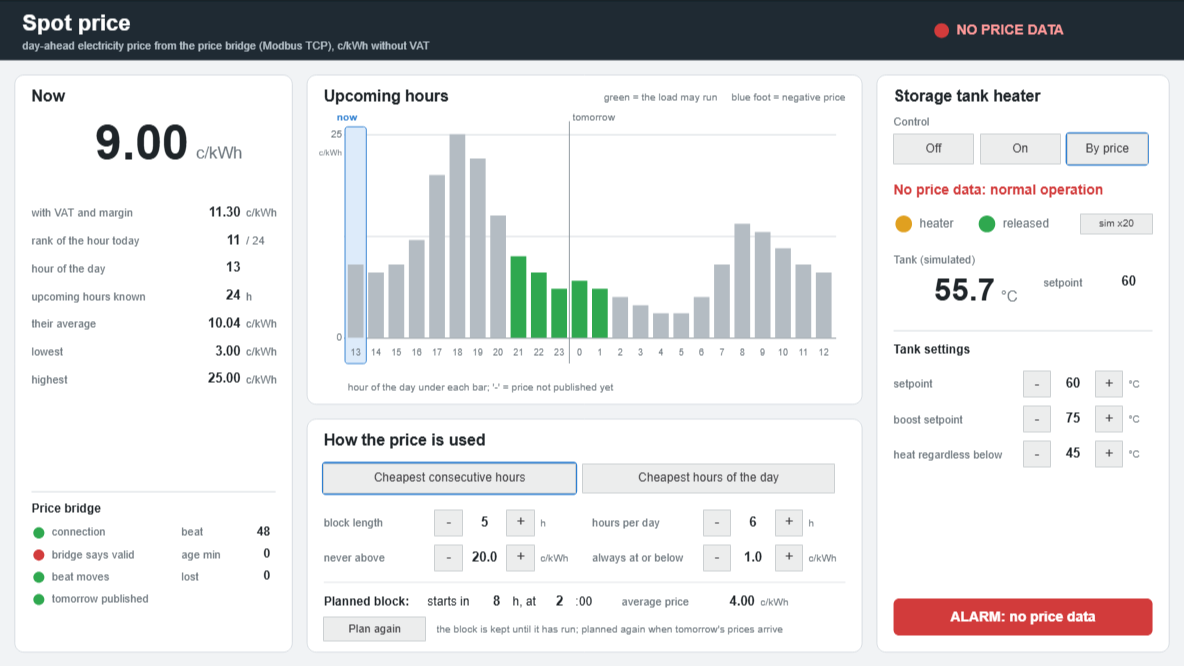 Spot price
day-ahead electricity price from the price bridge (Modbus TCP), c/kWh without VAT
NO PRICE DATA
Now
9.00 c/kWh
with VAT and margin 11.30 c/kWh
rank of the hour today 11 / 24
hour of the day 13
upcoming hours known 24 h
their average 10.04 c/kWh
lowest 3.00 c/kWh
highest 25.00 c/kWh
Price bridge
connection beat 48
bridge says valid age min 0
beat moves lost 0
tomorrow published
Upcoming hours
green = the load may run blue foot = negative price
now tomorrow
25
c/kWh
0
13 14 15 16 17 18 19 20 21 22 23 0 1 2 3 4 5 6 7 8 9 10 11 12
hour of the day under each bar; '-' = price not published yet
How the price is used
Cheapest consecutive hours Cheapest hours of the day
block length - 5 + h hours per day - 6 + h
never above - 20.0 + c/kWh always at or below - 1.0 + c/kWh
Planned block: starts in 8 h, at 2 :00 average price 4.00 c/kWh
Plan again the block is kept until it has run; planned again when tomorrow's prices arrive
Storage tank heater
Control
Off On By price
No price data: normal operation
heater released sim x20
Tank (simulated)
55.7 °C setpoint 60
Tank settings
setpoint - 60 + °C
boost setpoint - 75 + °C
heat regardless below - 45 + °C
ALARM: no price data